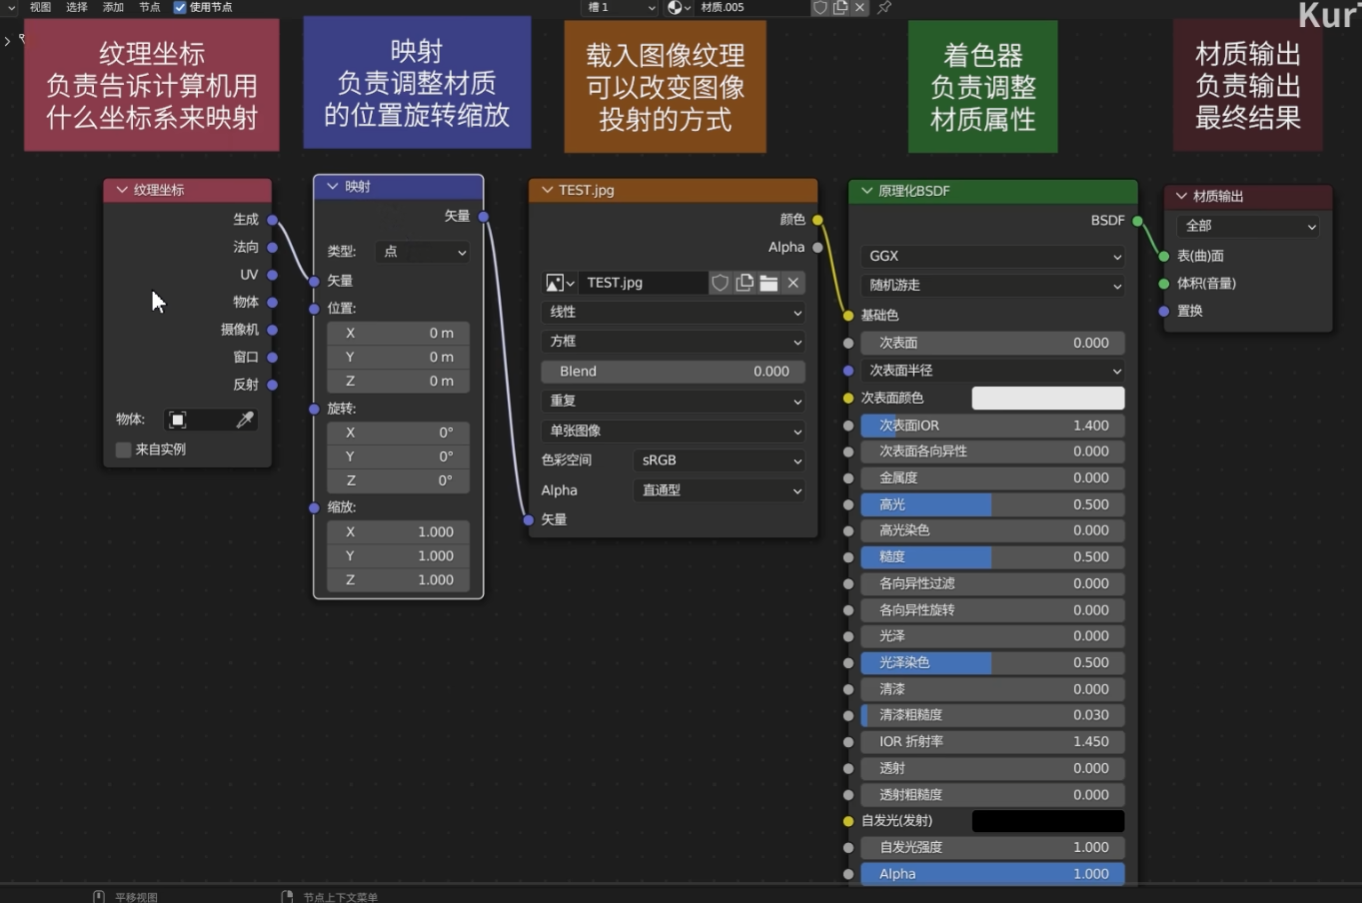 视图 选择 添加 节点 使用节点 槽 1 材质.005
Kur
纹理坐标
负责告诉计算机用
什么坐标系来映射
映射
负责调整材质
的位置旋转缩放
载入图像纹理
可以改变图像
投射的方式
着色器
负责调整
材质属性
材质输出
负责输出
最终结果
纹理坐标
生成
法向
UV
物体
摄像机
窗口
反射
物体:
来自实例
映射
矢量
类型: 点
矢量
位置:
X 0 m
Y 0 m
Z 0 m
旋转:
X 0°
Y 0°
Z 0°
缩放:
X 1.000
Y 1.000
Z 1.000
TEST.jpg
颜色
Alpha
TEST.jpg
线性
方框
Blend 0.000
重复
单张图像
色彩空间 sRGB
Alpha 直通型
矢量
原理化BSDF
BSDF
GGX
随机游走
基础色
次表面 0.000
次表面半径
次表面颜色
次表面IOR 1.400
次表面各向异性 0.000
金属度 0.000
高光 0.500
高光染色 0.000
糙度 0.500
各向异性过滤 0.000
各向异性旋转 0.000
光泽 0.000
光泽染色 0.500
清漆 0.000
清漆粗糙度 0.030
IOR 折射率 1.450
透射 0.000
透射粗糙度 0.000
自发光(发射)
自发光强度 1.000
Alpha 1.000
材质输出
全部
表(曲)面
体积(音量)
置换
平移视图 节点上下文菜单